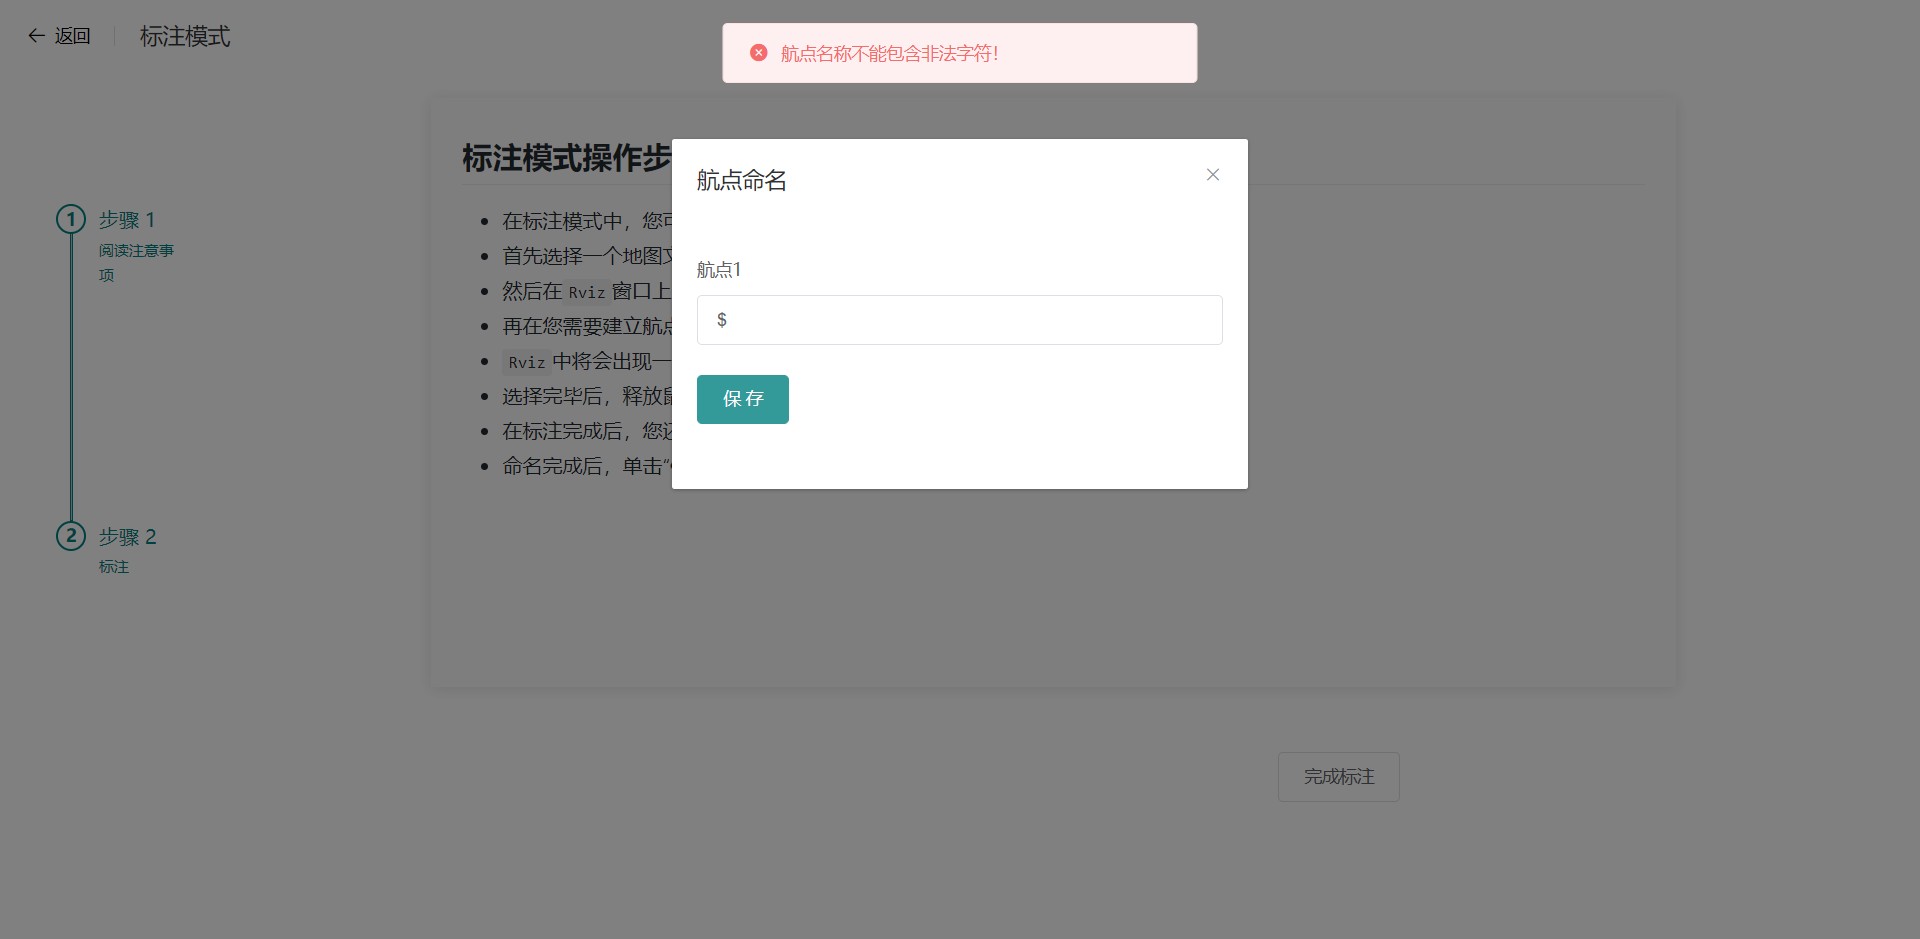 返回
标注模式
航点名称不能包含非法字符!
标注模式操作步
航点命名
1 步骤 1
阅读注意事
项
在标注模式中，您可
首先选择一个地图文
然后在 Rviz 窗口上
再在您需要建立航点
Rviz 中将会出现一
选择完毕后，释放鼠
在标注完成后，您还
命名完成后，单击“
航点1
$
保存
2 步骤 2
标注
完成标注